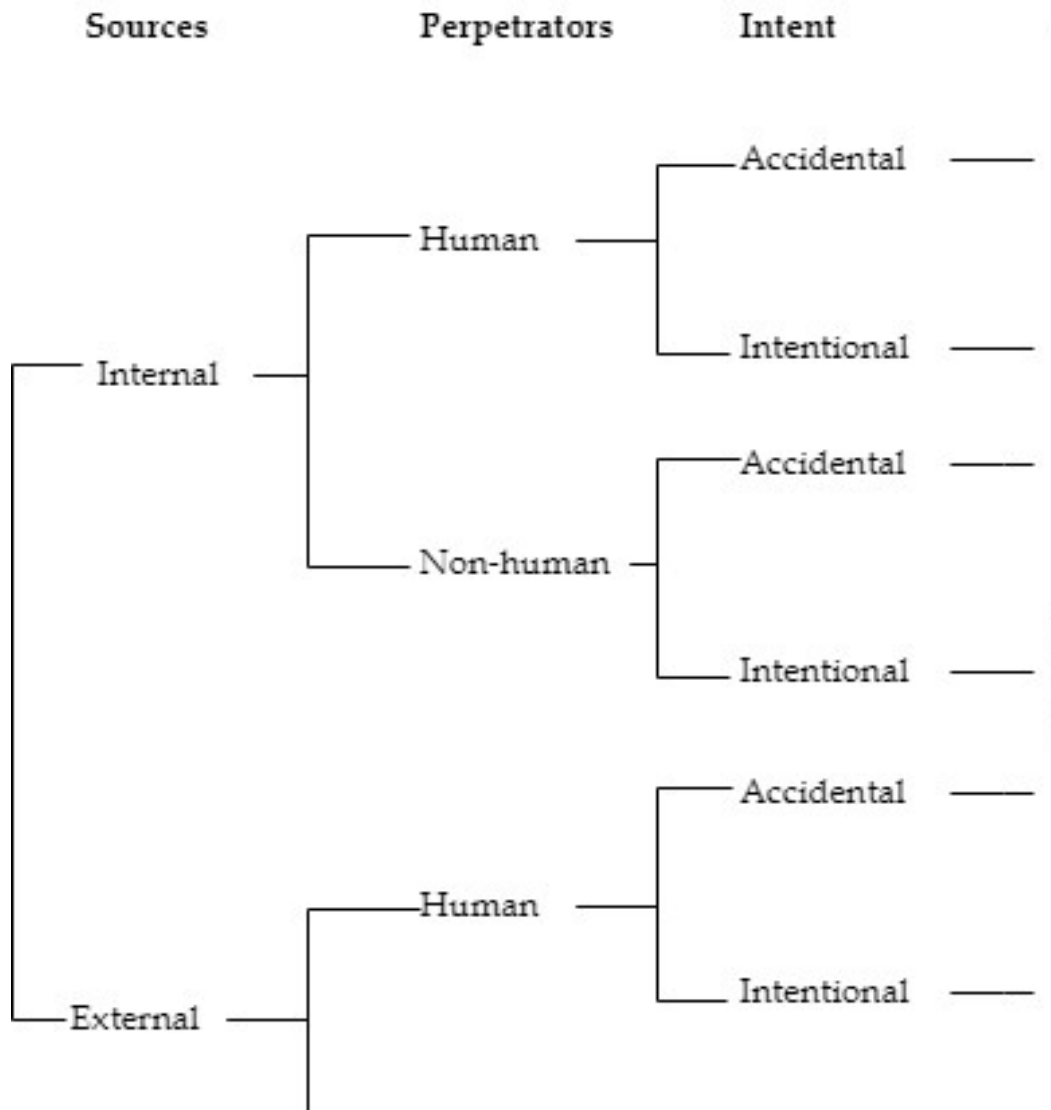 Sources Perpetrators Intent
Accidental
Human
Intentional
Internal
Accidental
Non-human
Intentional
Accidental
Human
Intentional
External